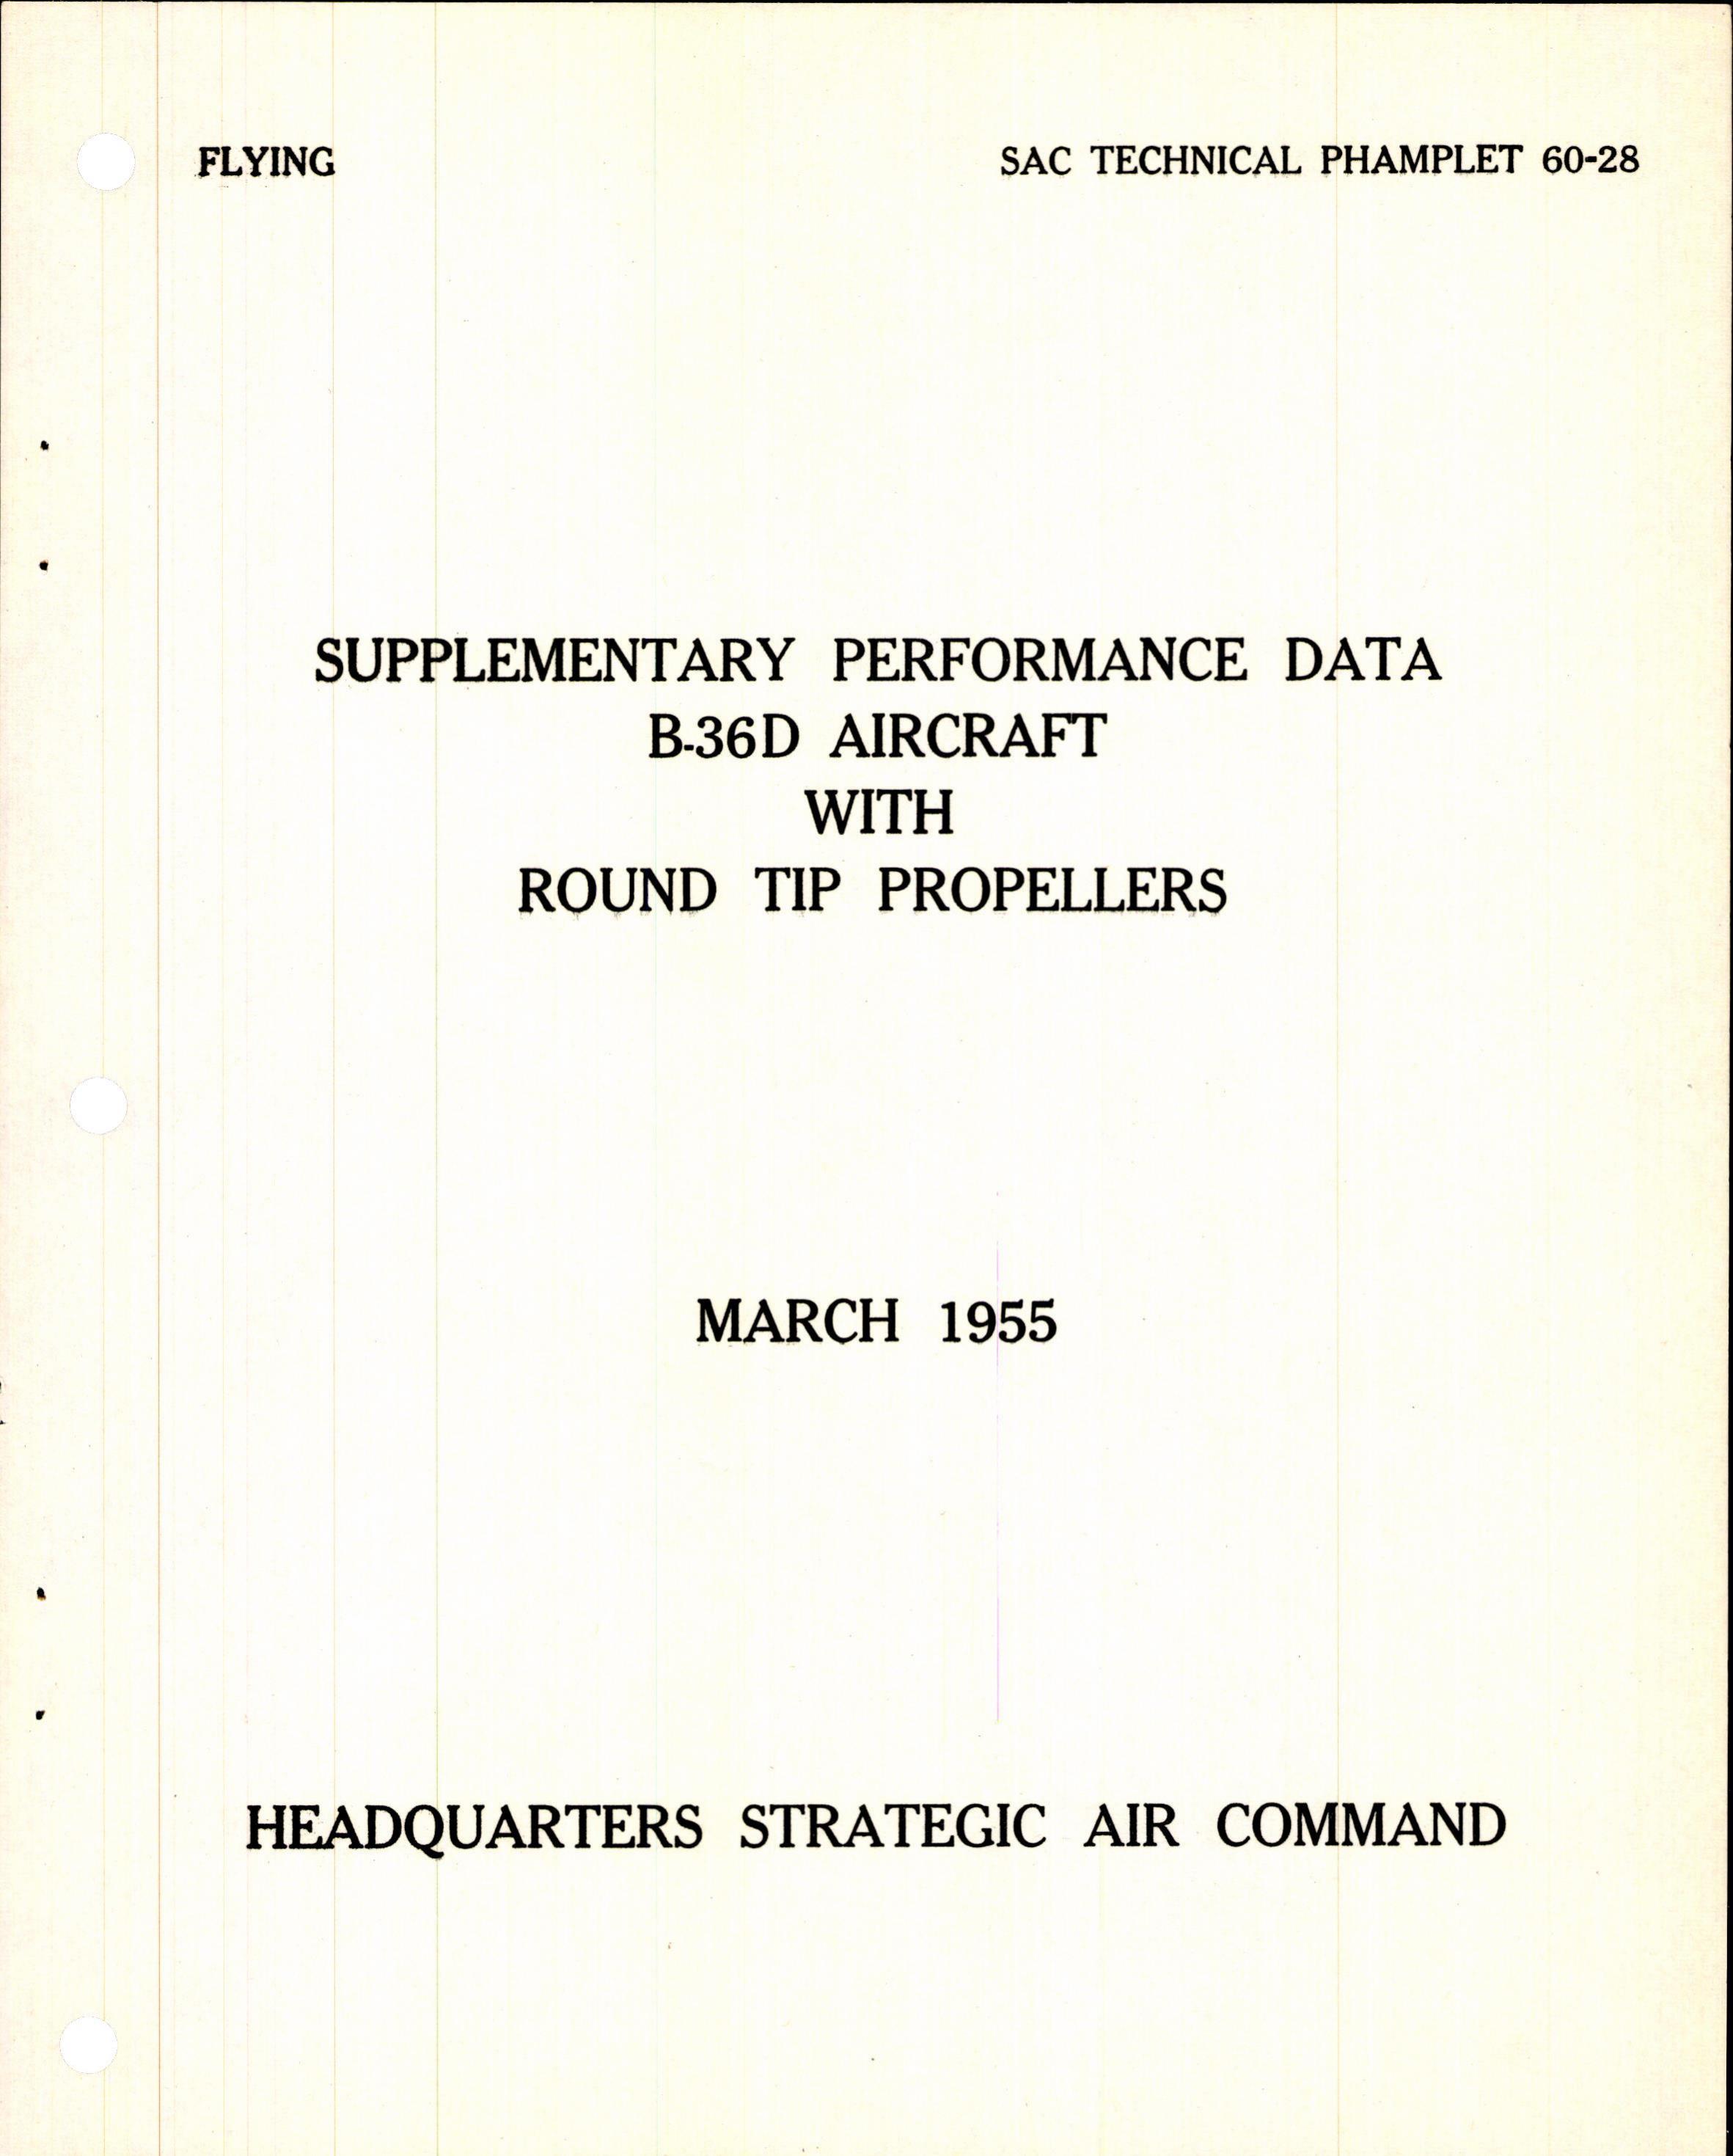 FLYING
SAC TECHNICAL PHAMPLET 60-28
SUPPLEMENTARY PERFORMANCE DATA
B-36D AIRCRAFT
WITH
ROUND TIP PROPELLERS
MARCH 1955
HEADQUARTERS STRATEGIC AIR COMMAND